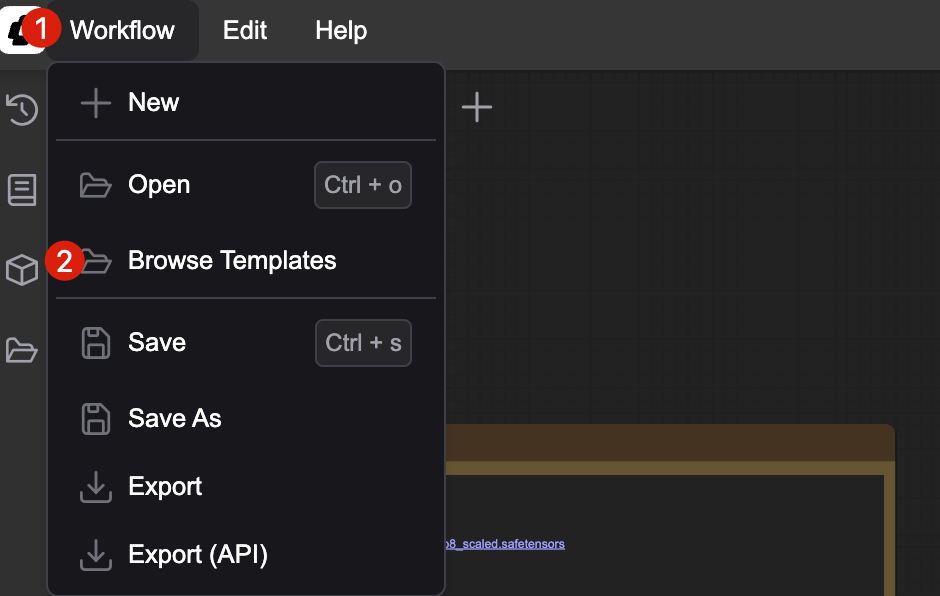 1 Workflow Edit Help
New
Open Ctrl + o
2 Browse Templates
Save Ctrl + s
Save As
Export
8_scaled.safetensors
Export (API)